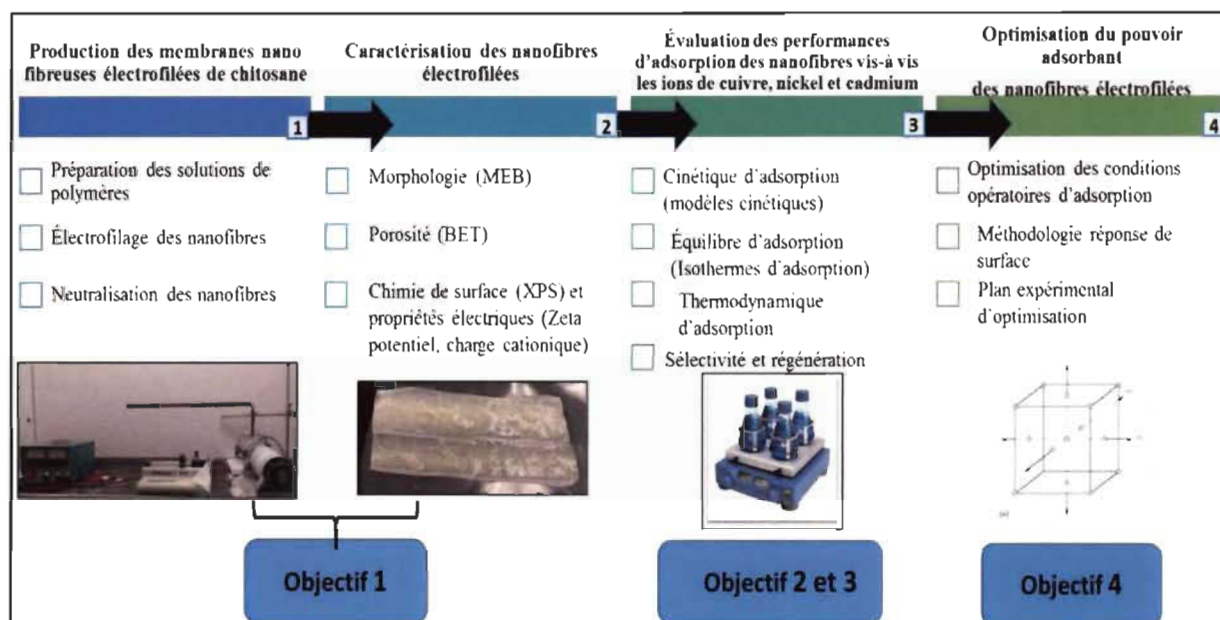 Production des membranes nano
fibreuses électrofilées de chitosane
1
Préparation des solutions de
polymères
Électrofilage des nanofibres
Neutralisation des nanofibres
Caractérisation des nanofibres
électrofilées
2
Morphologie (MEB)
Porosité (BET)
Chimie de surface (XPS) et
propriétés électriques (Zeta
potentiel, charge cationique)
Objectif 1
Évaluation des performances
d'adsorption des nanofibres vis-à vis
les ions de cuivre, nickel et cadmium
3
Cinétique d'adsorption
(modèles cinétiques)
Équilibre d'adsorption
(Isothermes d'adsorption)
Thermodynamique
d'adsorption
Sélectivité et régénération
Objectif 2 et 3
Optimisation du pouvoir
adsorbant
des nanofibres électrofilées
4
Optimisation des conditions
opératoires d'adsorption
Méthodologie réponse de
surface
Plan expérimental
d'optimisation
Objectif 4